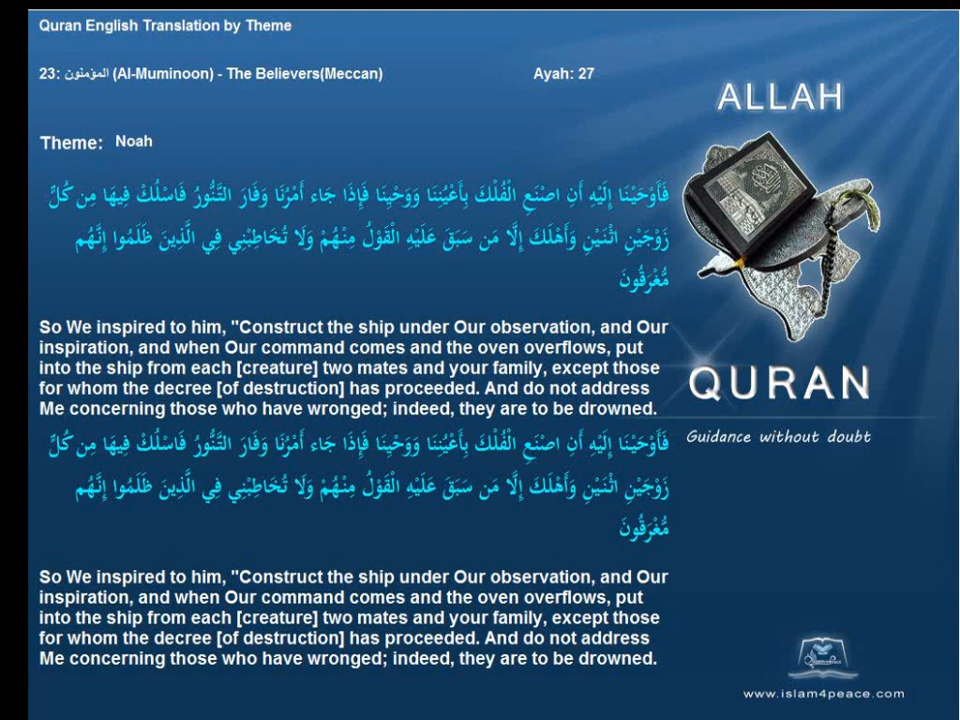 Quran English Translation by Theme
23: المؤمنون (Al-Muminoon) - The Believers(Meccan) Ayah: 27
Theme: Noah
فَأَوْحَيْنَا إِلَيْهِ أَنِ اصْنَعِ الْفُلْكَ بِأَعْيُنِنَا وَوَحْيِنَا فَإِذَا جَاء أَمْرُنَا وَفَارَ التَّنُّورُ فَاسْلُكْ فِيهَا مِن كُلٍّ
زَوْجَيْنِ اثْنَيْنِ وَأَهْلَكَ إِلَّا مَن سَبَقَ عَلَيْهِ الْقَوْلُ مِنْهُمْ وَلَا تُخَاطِبْنِي فِي الَّذِينَ ظَلَمُوا إِنَّهُم
مُّغْرَقُونَ
So We inspired to him, "Construct the ship under Our observation, and Our
inspiration, and when Our command comes and the oven overflows, put
into the ship from each [creature] two mates and your family, except those
for whom the decree [of destruction] has proceeded. And do not address
Me concerning those who have wronged; indeed, they are to be drowned.
فَأَوْحَيْنَا إِلَيْهِ أَنِ اصْنَعِ الْفُلْكَ بِأَعْيُنِنَا وَوَحْيِنَا فَإِذَا جَاء أَمْرُنَا وَفَارَ التَّنُّورُ فَاسْلُكْ فِيهَا مِن كُلٍّ
زَوْجَيْنِ اثْنَيْنِ وَأَهْلَكَ إِلَّا مَن سَبَقَ عَلَيْهِ الْقَوْلُ مِنْهُمْ وَلَا تُخَاطِبْنِي فِي الَّذِينَ ظَلَمُوا إِنَّهُم
مُّغْرَقُونَ
So We inspired to him, "Construct the ship under Our observation, and Our
inspiration, and when Our command comes and the oven overflows, put
into the ship from each [creature] two mates and your family, except those
for whom the decree [of destruction] has proceeded. And do not address
Me concerning those who have wronged; indeed, they are to be drowned.
ALLAH
QURAN
Guidance without doubt
www.islam4peace.com